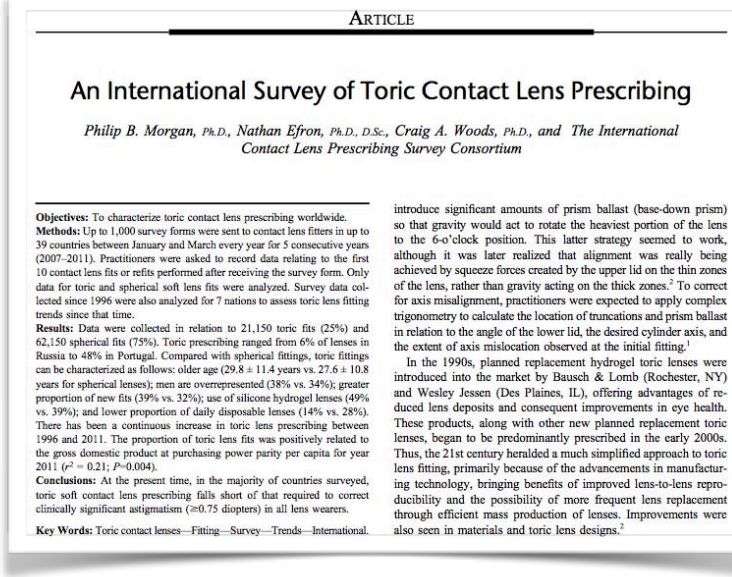 ARTICLE
An International Survey of Toric Contact Lens Prescribing
Philip B. Morgan, Ph.D., Nathan Efron, Ph.D., D.Sc., Craig A. Woods, Ph.D., and The International
Contact Lens Prescribing Survey Consortium
Objectives: To characterize toric contact lens prescribing worldwide.
Methods: Up to 1,000 survey forms were sent to contact lens fitters in up to
39 countries between January and March every year for 5 consecutive years
(2007–2011). Practitioners were asked to record data relating to the first
10 contact lens fits or refits performed after receiving the survey form. Only
data for toric and spherical soft lens fits were analyzed. Survey data col-
lected since 1996 were also analyzed for 7 nations to assess toric lens fitting
trends since that time.
Results: Data were collected in relation to 21,150 toric fits (25%) and
62,150 spherical fits (75%). Toric prescribing ranged from 6% of lenses in
Russia to 48% in Portugal. Compared with spherical fittings, toric fittings
can be characterized as follows: older age (29.8 ± 11.4 years vs. 27.6 ± 10.8
years for spherical lenses); men are overrepresented (38% vs. 34%); greater
proportion of new fits (39% vs. 32%); use of silicone hydrogel lenses (49%
vs. 39%); and lower proportion of daily disposable lenses (14% vs. 28%).
There has been a continuous increase in toric lens prescribing between
1996 and 2011. The proportion of toric lens fits was positively related to
the gross domestic product at purchasing power parity per capita for year
2011 (r² = 0.21; P=0.004).
Conclusions: At the present time, in the majority of countries surveyed,
toric soft contact lens prescribing falls short of that required to correct
clinically significant astigmatism (≥0.75 diopters) in all lens wearers.
Key Words: Toric contact lenses—Fitting—Survey—Trends—International.
introduce significant amounts of prism ballast (base-down prism)
so that gravity would act to rotate the heaviest portion of the lens
to the 6-o'clock position. This latter strategy seemed to work,
although it was later realized that alignment was really being
achieved by squeeze forces created by the upper lid on the thin zones
of the lens, rather than gravity acting on the thick zones.² To correct
for axis misalignment, practitioners were expected to apply complex
trigonometry to calculate the location of truncations and prism ballast
in relation to the angle of the lower lid, the desired cylinder axis, and
the extent of axis mislocation observed at the initial fitting.¹
In the 1990s, planned replacement hydrogel toric lenses were
introduced into the market by Bausch & Lomb (Rochester, NY)
and Wesley Jessen (Des Plaines, IL), offering advantages of re-
duced lens deposits and consequent improvements in eye health.
These products, along with other new planned replacement toric
lenses, began to be predominantly prescribed in the early 2000s.
Thus, the 21st century heralded a much simplified approach to toric
lens fitting, primarily because of the advancements in manufactur-
ing technology, bringing benefits of improved lens-to-lens repro-
ducibility and the possibility of more frequent lens replacement
through efficient mass production of lenses. Improvements were
also seen in materials and toric lens designs.²